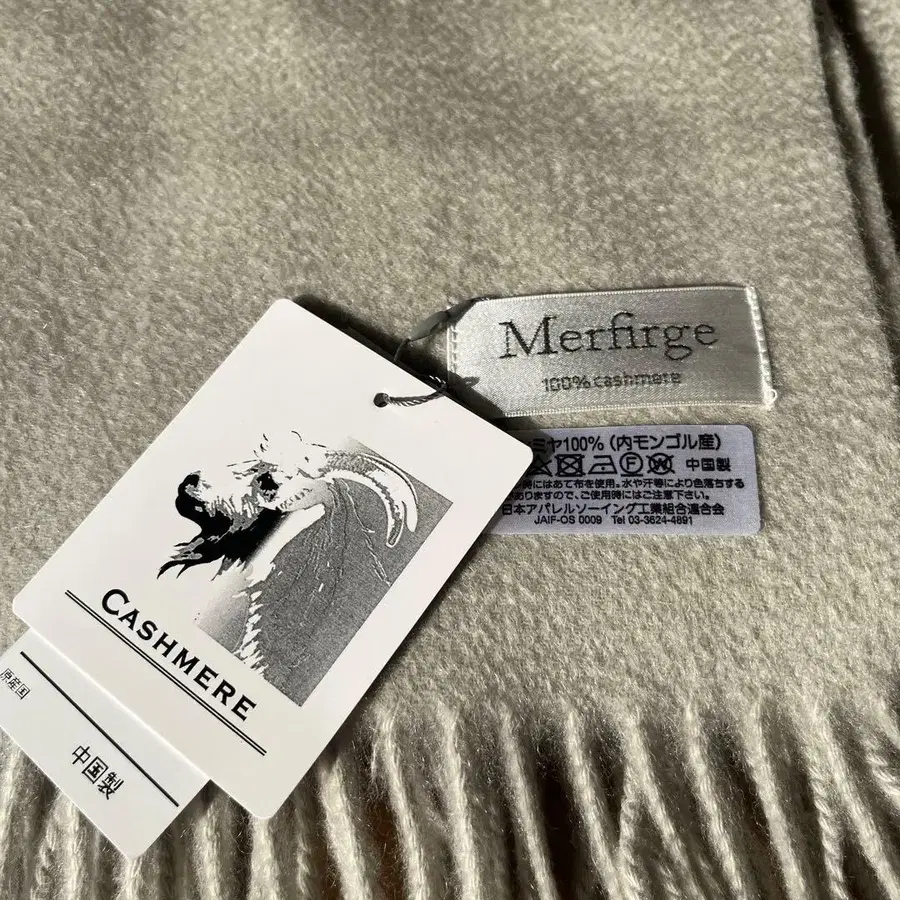 Merfirge
100% cashmere
ミヤ100% (内モンゴル産)
中国製
時にはあて布を使用。水や汗等により色落ちする
ありますので、ご使用時にはご注意下さい。
日本アパレルソーイング工業組合連合会
JAIF-OS 0009 Tel 03-3624-4891
CASHMERE
原産国
中国製